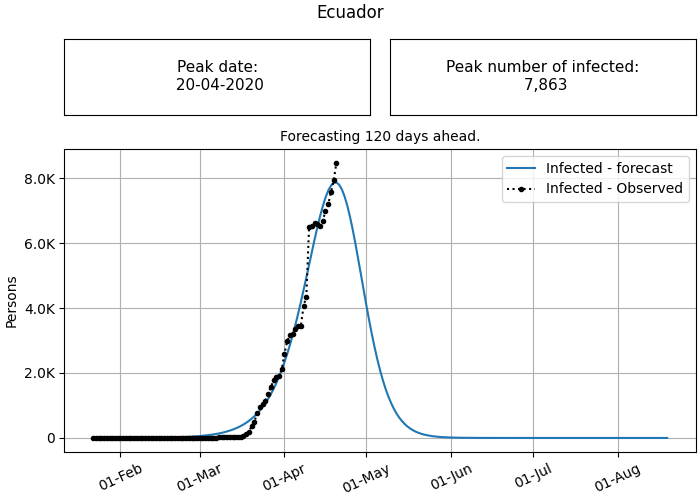 Ecuador
Peak date:
20-04-2020
Peak number of infected:
7,863
Forecasting 120 days ahead.
Infected - forecast
Infected - Observed
8.0K
6.0K
4.0K
2.0K
0
Persons
01-Feb
01-Mar
01-Apr
01-May
01-Jun
01-Jul
01-Aug